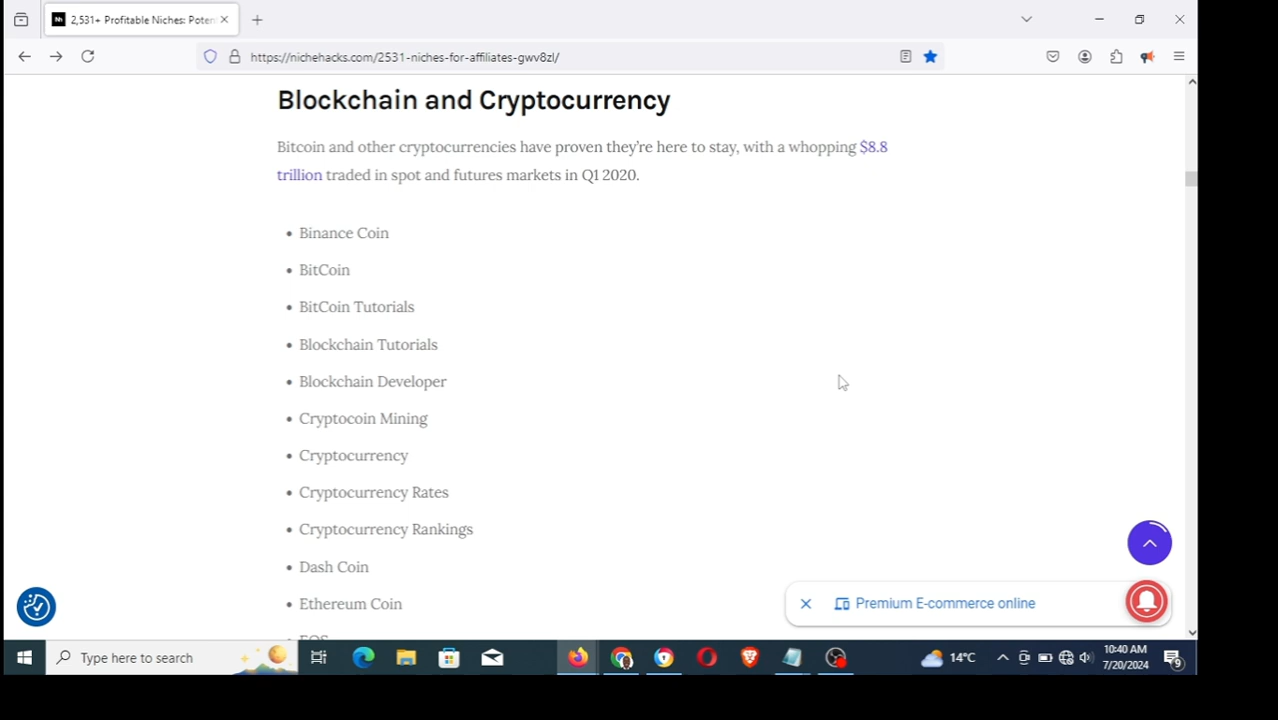 2,531+ Profitable Niches: Poten
https://nichehacks.com/2531-niches-for-affiliates-gwv8zl/
Blockchain and Cryptocurrency
Bitcoin and other cryptocurrencies have proven they're here to stay, with a whopping $8.8
trillion traded in spot and futures markets in Q1 2020.
• Binance Coin
• BitCoin
• BitCoin Tutorials
• Blockchain Tutorials
• Blockchain Developer
• Cryptocoin Mining
• Cryptocurrency
• Cryptocurrency Rates
• Cryptocurrency Rankings
• Dash Coin
• Ethereum Coin
• EOS
Premium E-commerce online
Type here to search
14°C
10:40 AM
7/20/2024
9